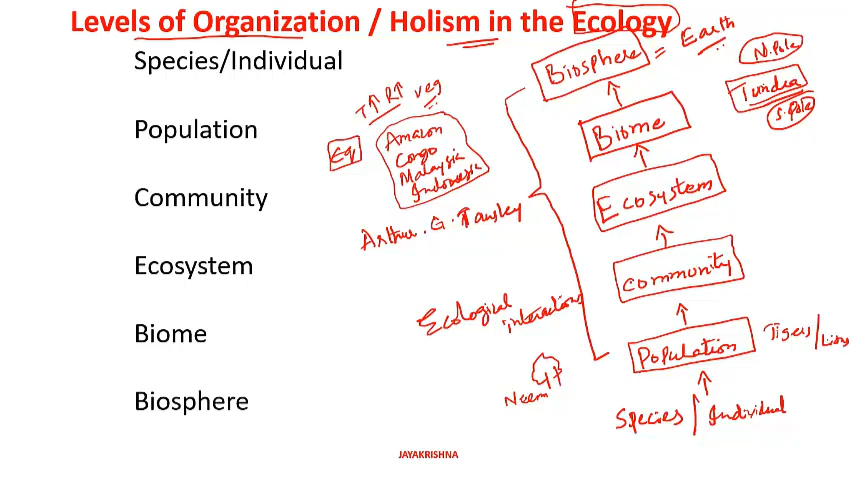 Levels of Organization / Holism in the Ecology
Species/Individual
Population
Community
Ecosystem
Biome
Biosphere
Biosphere = Earth
N.Pole
Tundra
S.Pole
T↑ R↑ veg
Eq
Amazon
Congo
Malaysia
Indonesia
Biome
Ecosystem
Arthur. G. Tansley
Community
Ecological
interactions
Population
Tigers/Lions
Neem
Species/Individual
JAYAKRISHNA